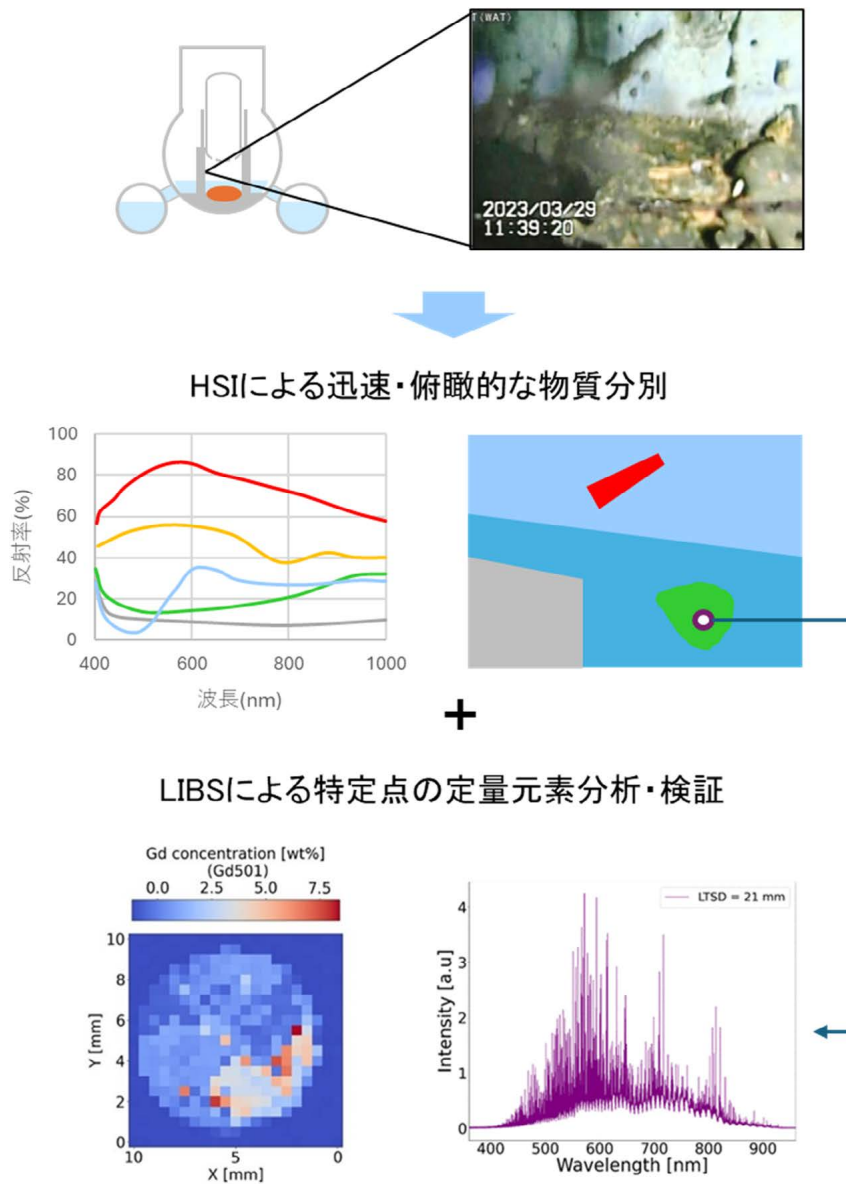 T(WAT)
2023/03/29
11:39:20
HSIによる迅速・俯瞰的な物質分別
100
80
60
40
20
0
反射率(%)
400 600 800 1000
波長(nm)
+
LIBSによる特定点の定量元素分析・検証
Gd concentration [wt%]
(Gd501)
0.0 2.5 5.0 7.5
10
8
6
4
2
0
Y [mm]
10 5 0
X [mm]
LTSD = 21 mm
4
3
2
1
0
Intensity [a.u]
400 500 600 700 800 900
Wavelength [nm]